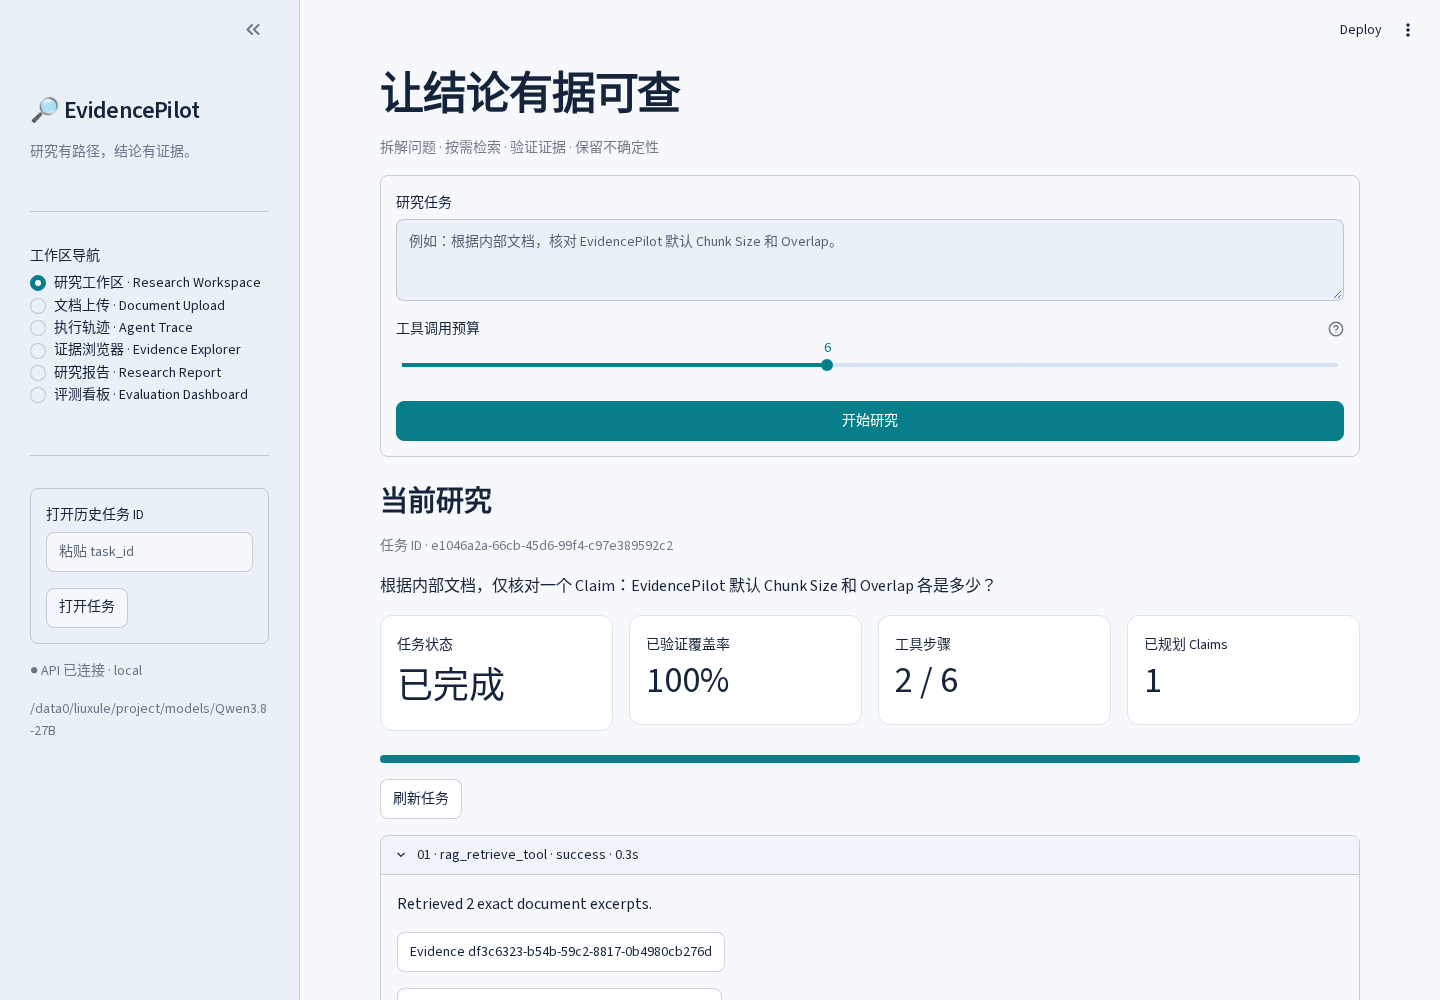 Deploy
🔎 EvidencePilot
研究有路径，结论有证据。
工作区导航
研究工作区 · Research Workspace
文档上传 · Document Upload
执行轨迹 · Agent Trace
证据浏览器 · Evidence Explorer
研究报告 · Research Report
评测看板 · Evaluation Dashboard
打开历史任务 ID
粘贴 task_id
打开任务
● API 已连接 · local
/data0/liuxule/project/models/Qwen3.8
-27B
让结论有据可查
拆解问题 · 按需检索 · 验证证据 · 保留不确定性
研究任务
例如：根据内部文档，核对 EvidencePilot 默认 Chunk Size 和 Overlap。
工具调用预算
6
开始研究
当前研究
任务 ID · e1046a2a-66cb-45d6-99f4-c97e389592c2
根据内部文档，仅核对一个 Claim：EvidencePilot 默认 Chunk Size 和 Overlap 各是多少？
任务状态
已完成
已验证覆盖率
100%
工具步骤
2 / 6
已规划 Claims
1
刷新任务
01 · rag_retrieve_tool · success · 0.3s
Retrieved 2 exact document excerpts.
Evidence df3c6323-b54b-59c2-8817-0b4980cb276d